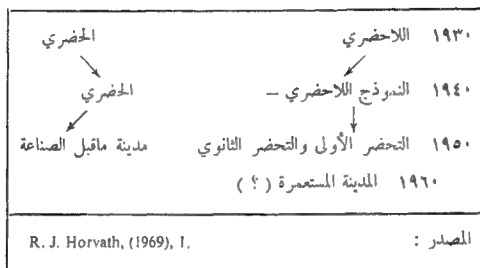 ١٩٣٠ اللاحضري الحضري
١٩٤٠ النموذج اللاحضري – الحضري
١٩٥٠ التحضر الأولى والتحضر الثانوي مدينة ماقبل الصناعة
١٩٦٠ المدينة المستعمرة ( ؟ )
المصدر : R. J. Horvath, (1969), 1.